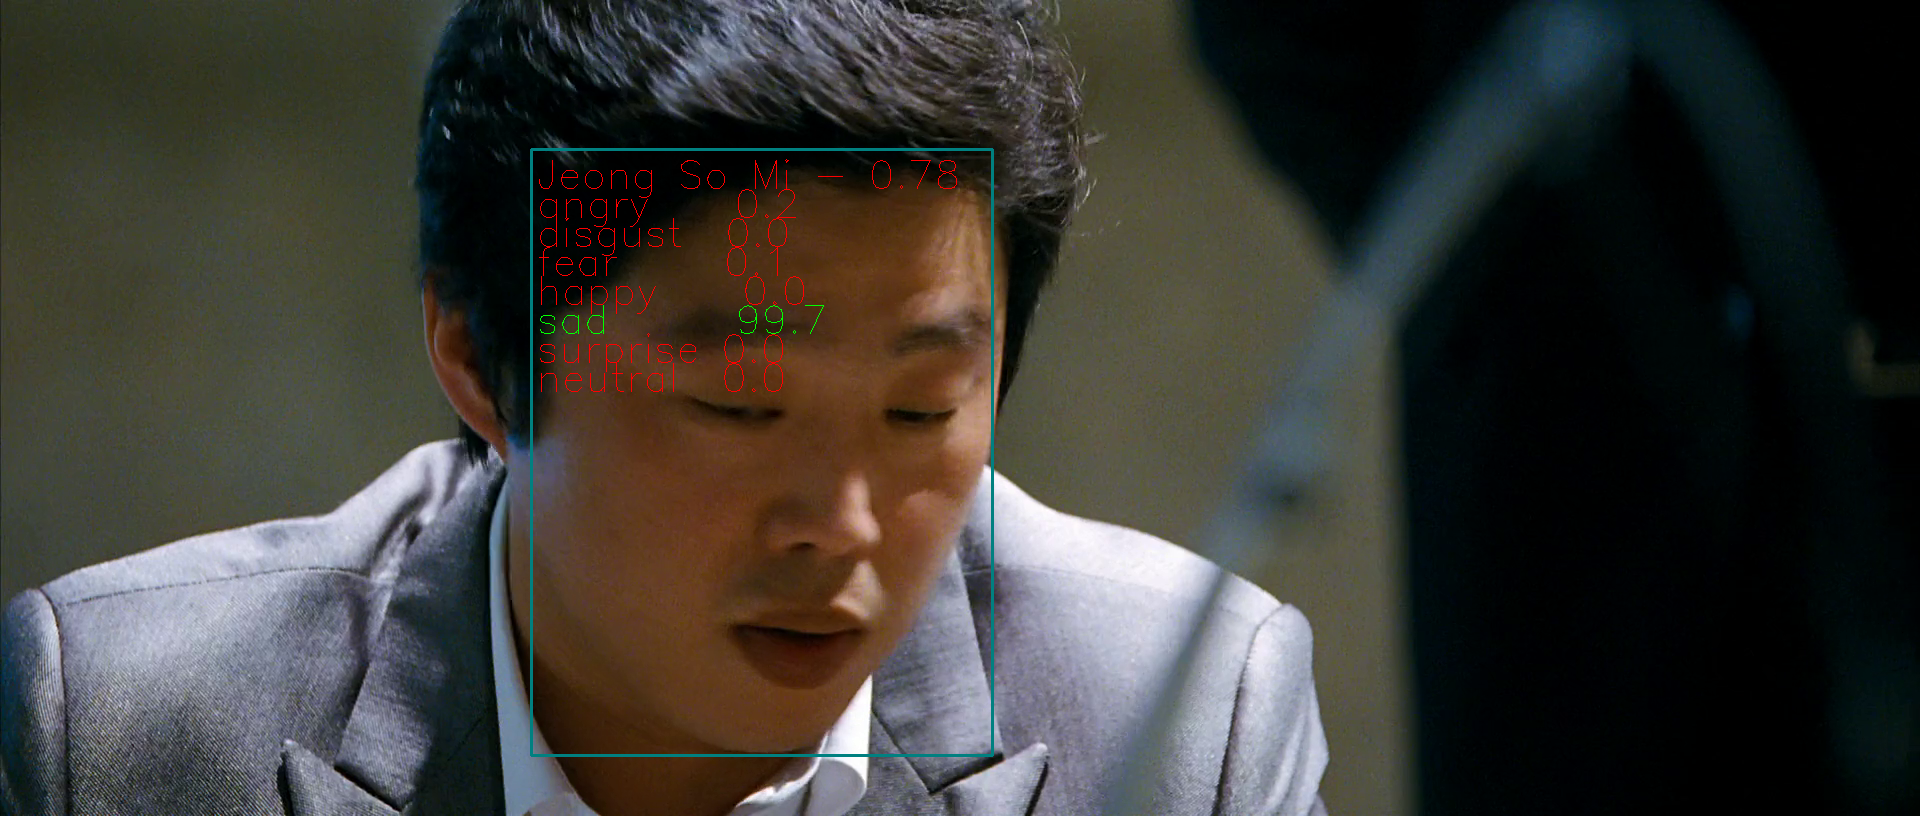 Jeong So Mi - 0.78
angry 0.2
disgust 0.0
fear 0.1
happy 0.0
sad 99.7
surprise 0.0
neutral 0.0